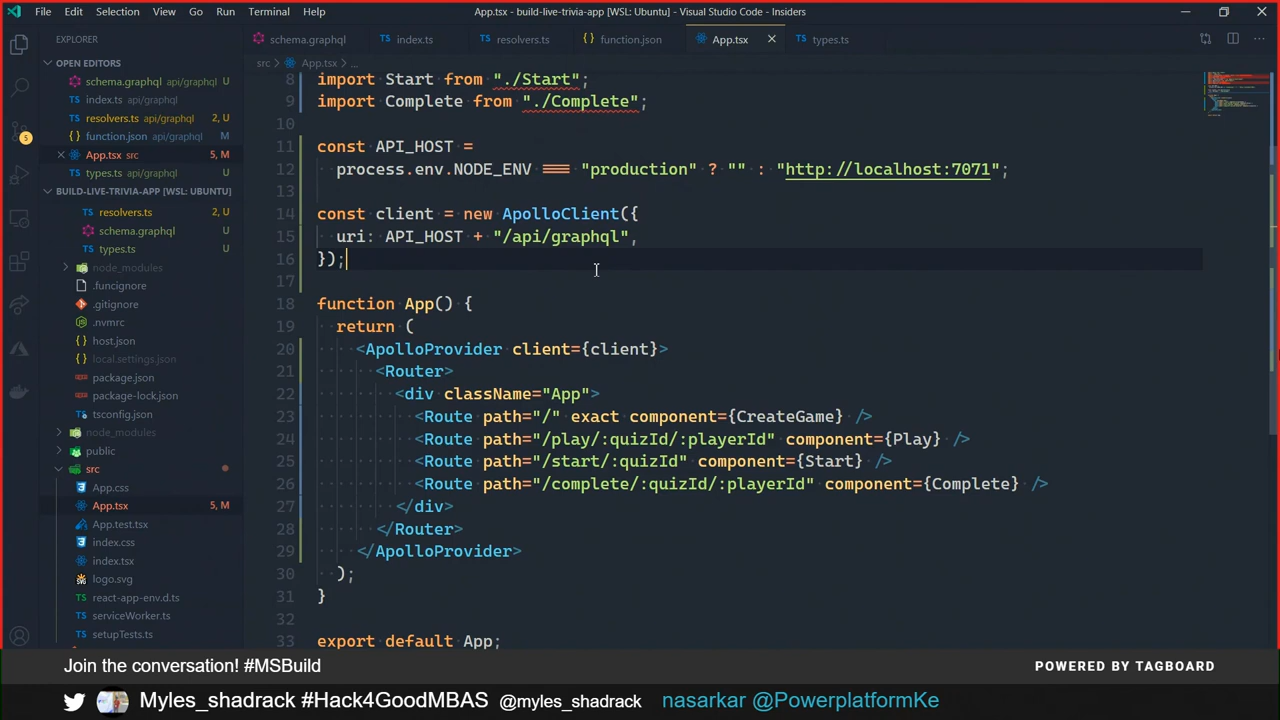 File Edit Selection View Go Run Terminal Help App.tsx - build-live-trivia-app [WSL: Ubuntu] - Visual Studio Code - Insiders
EXPLORER
OPEN EDITORS
schema.graphql api/graphql U
index.ts api/graphql
resolvers.ts api/graphql 2, U
function.json api/graphql M
App.tsx src 5, M
types.ts api/graphql U
BUILD-LIVE-TRIVIA-APP [WSL: UBUNTU]
resolvers.ts 2, U
schema.graphql U
types.ts U
node_modules
.funcignore
.gitignore
.nvmrc
host.json
local.settings.json
package.json
package-lock.json
tsconfig.json
node_modules
public
src
App.css
App.tsx 5, M
App.test.tsx
index.css
index.tsx
logo.svg
react-app-env.d.ts
serviceWorker.ts
setupTests.ts
5
schema.graphql index.ts resolvers.ts function.json App.tsx types.ts
src > App.tsx > ...
8 import Start from "./Start";
9 import Complete from "./Complete";
10
11 const API_HOST =
12 process.env.NODE_ENV === "production" ? "" : "http://localhost:7071";
13
14 const client = new ApolloClient({
15 uri: API_HOST + "/api/graphql",
16 });
17
18 function App() {
19 return (
20 <ApolloProvider client={client}>
21 <Router>
22 <div className="App">
23 <Route path="/" exact component={CreateGame} />
24 <Route path="/play/:quizId/:playerId" component={Play} />
25 <Route path="/start/:quizId" component={Start} />
26 <Route path="/complete/:quizId/:playerId" component={Complete} />
27 </div>
28 </Router>
29 </ApolloProvider>
30 );
31 }
32
33 export default App;
Join the conversation! #MSBuild POWERED BY TAGBOARD
Myles_shadrack #Hack4GoodMBAS @myles_shadrack nasarkar @PowerplatformKe